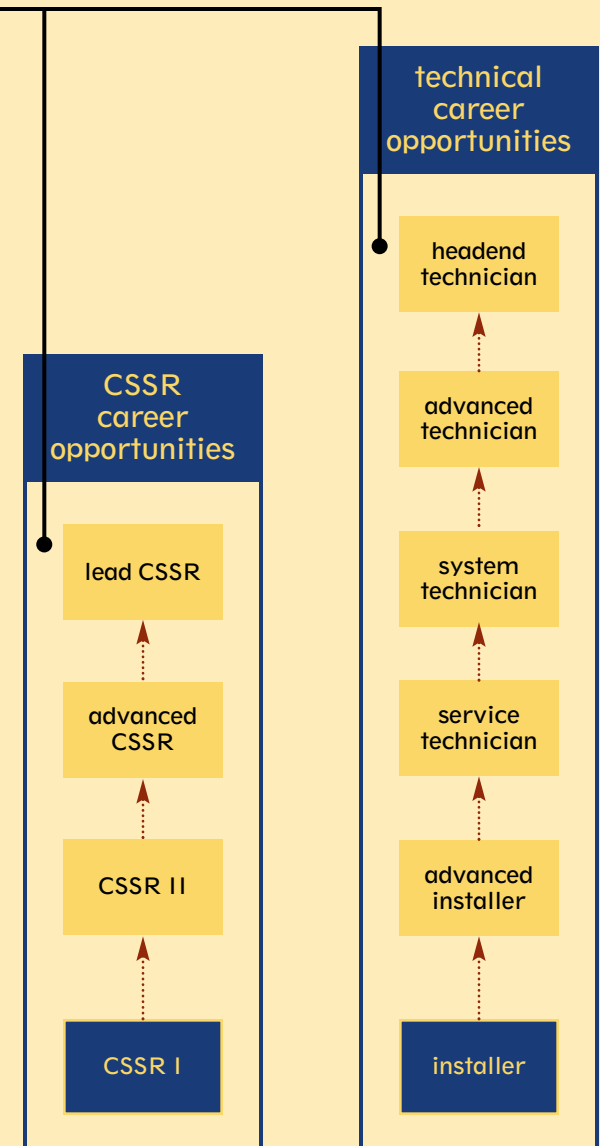 CSSR
career
opportunities
lead CSSR
advanced
CSSR
CSSR II
CSSR I
technical
career
opportunities
headend
technician
advanced
technician
system
technician
service
technician
advanced
installer
installer